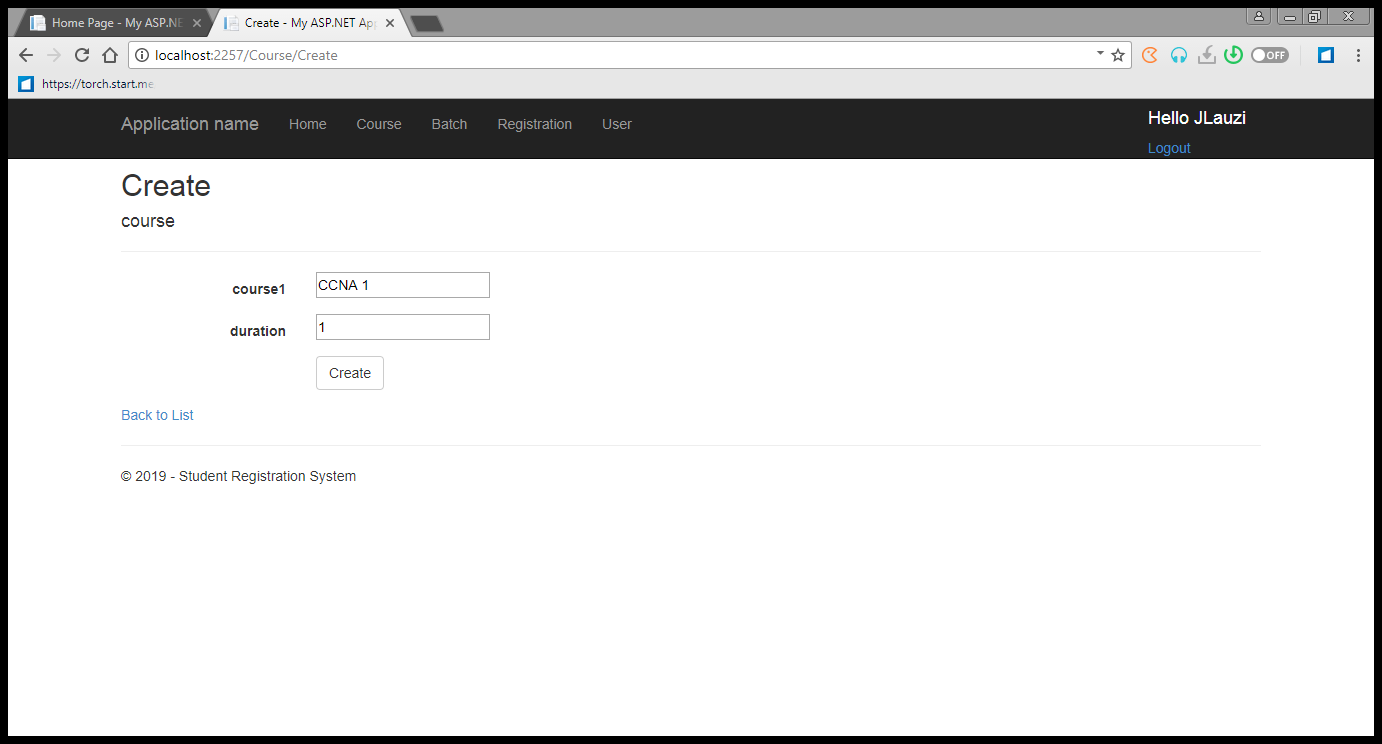 Home Page - My ASP.NE
Create - My ASP.NET Ap
localhost:2257/Course/Create
OFF
https://torch.start.me
Application name Home Course Batch Registration User
Hello JLauzi
Logout
Create
course
course1 CCNA 1
duration 1
Create
Back to List
© 2019 - Student Registration System